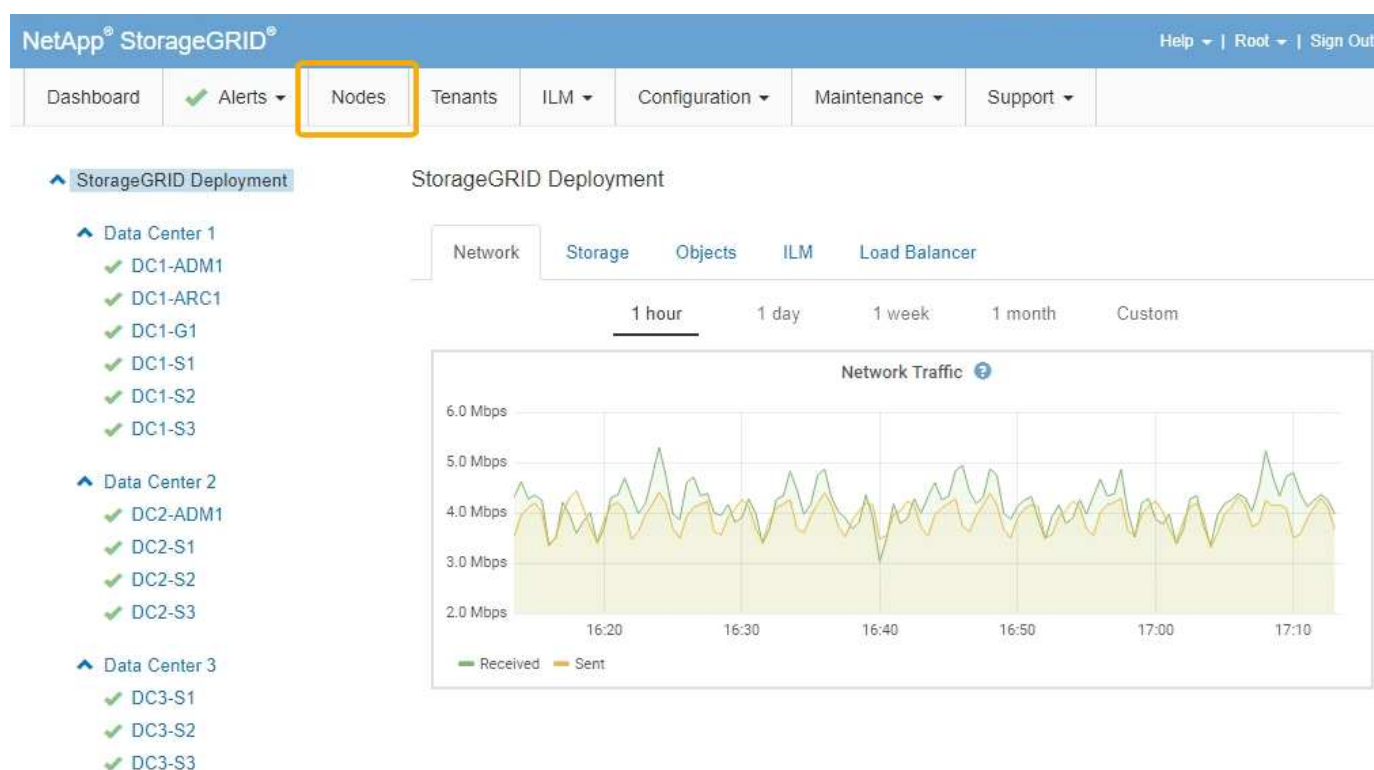 NetApp® StorageGRID®
Help | Root | Sign Out
Dashboard Alerts Nodes Tenants ILM Configuration Maintenance Support
StorageGRID Deployment
Data Center 1
DC1-ADM1
DC1-ARC1
DC1-G1
DC1-S1
DC1-S2
DC1-S3
Data Center 2
DC2-ADM1
DC2-S1
DC2-S2
DC2-S3
Data Center 3
DC3-S1
DC3-S2
DC3-S3
StorageGRID Deployment
Network Storage Objects ILM Load Balancer
1 hour 1 day 1 week 1 month Custom
Network Traffic ?
6.0 Mbps
5.0 Mbps
4.0 Mbps
3.0 Mbps
2.0 Mbps
16:20 16:30 16:40 16:50 17:00 17:10
Received Sent